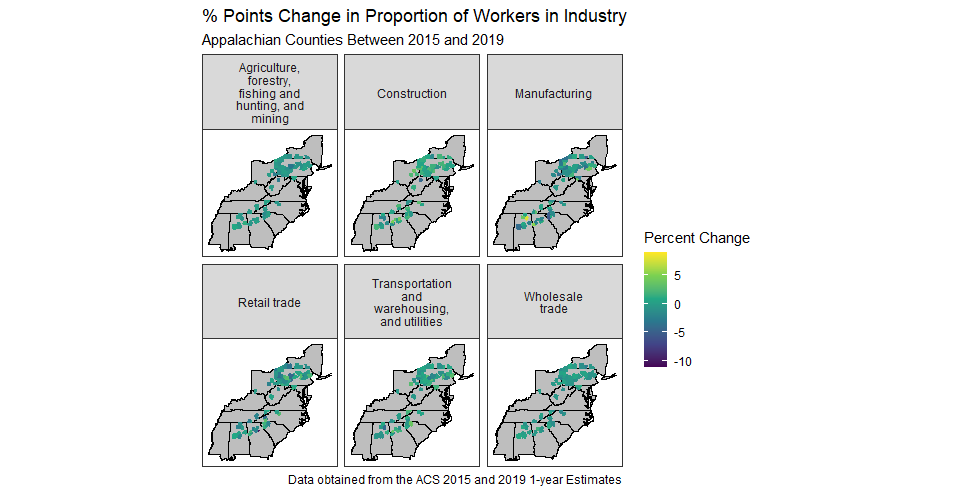 % Points Change in Proportion of Workers in Industry
Appalachian Counties Between 2015 and 2019
Agriculture,
forestry,
fishing and
hunting, and
mining
Construction
Manufacturing
Retail trade
Transportation
and
warehousing,
and utilities
Wholesale
trade
Percent Change
5
0
-5
-10
Data obtained from the ACS 2015 and 2019 1-year Estimates